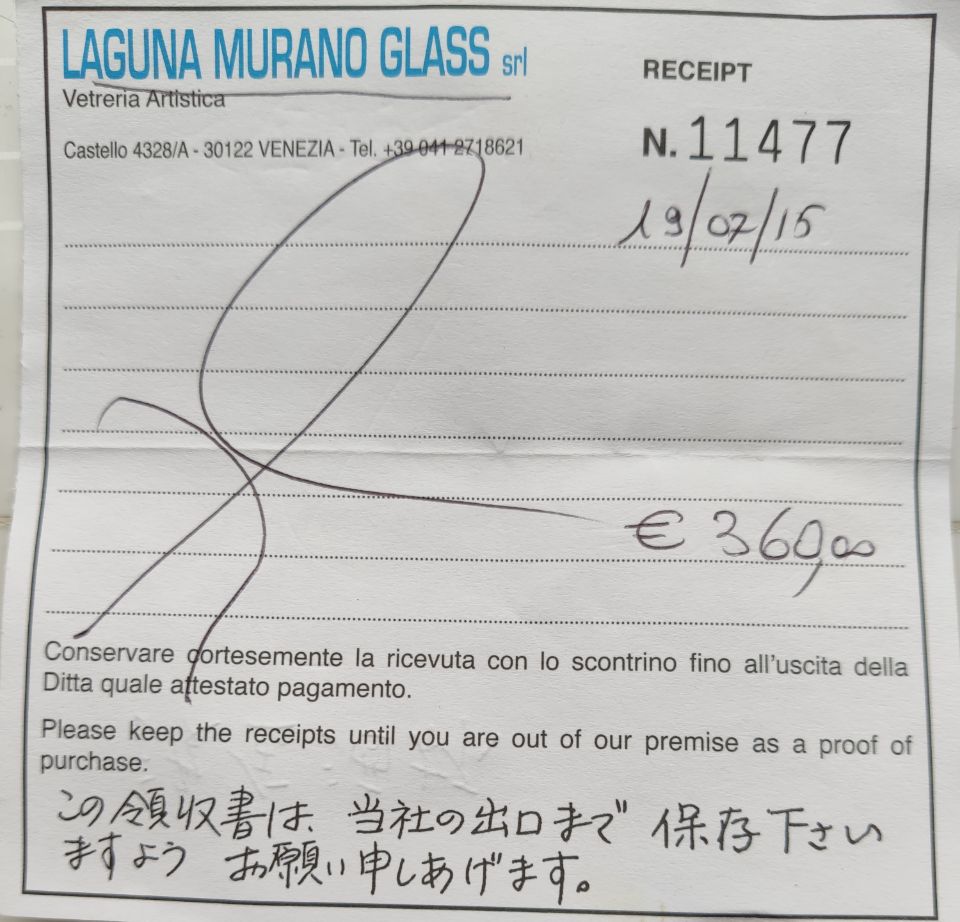 LAGUNA MURANO GLASS srl
Vetreria Artistica
Castello 4328/A - 30122 VENEZIA - Tel. +39 041 2718621
RECEIPT
N. 11477
19/07/15
€ 360,00
Conservare cortesemente la ricevuta con lo scontrino fino all'uscita della
Ditta quale attestato pagamento.
Please keep the receipts until you are out of our premise as a proof of
purchase.
この領収書は、当社の出口まで 保存下さい
ますよう お願い申しあげます。